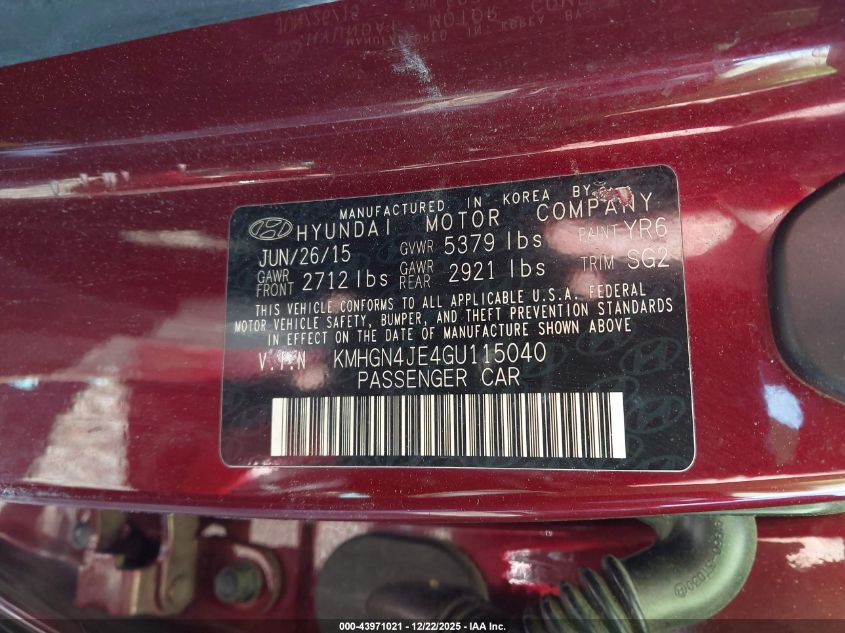 MANUFACTURED IN KOREA BY
HYUNDAI MOTOR COMPANY
JUN/26/15 GVWR 5379 lbs PAINT YR6
GAWR FRONT 2712 lbs GAWR REAR 2921 lbs TRIM SG2
THIS VEHICLE CONFORMS TO ALL APPLICABLE U.S.A. FEDERAL
MOTOR VEHICLE SAFETY, BUMPER, AND THEFT PREVENTION STANDARDS
IN EFFECT ON THE DATE OF MANUFACTURE SHOWN ABOVE
V.I.N KMHGN4JE4GU115040
PASSENGER CAR
000-43971021 - 12/22/2025 - IAA Inc.